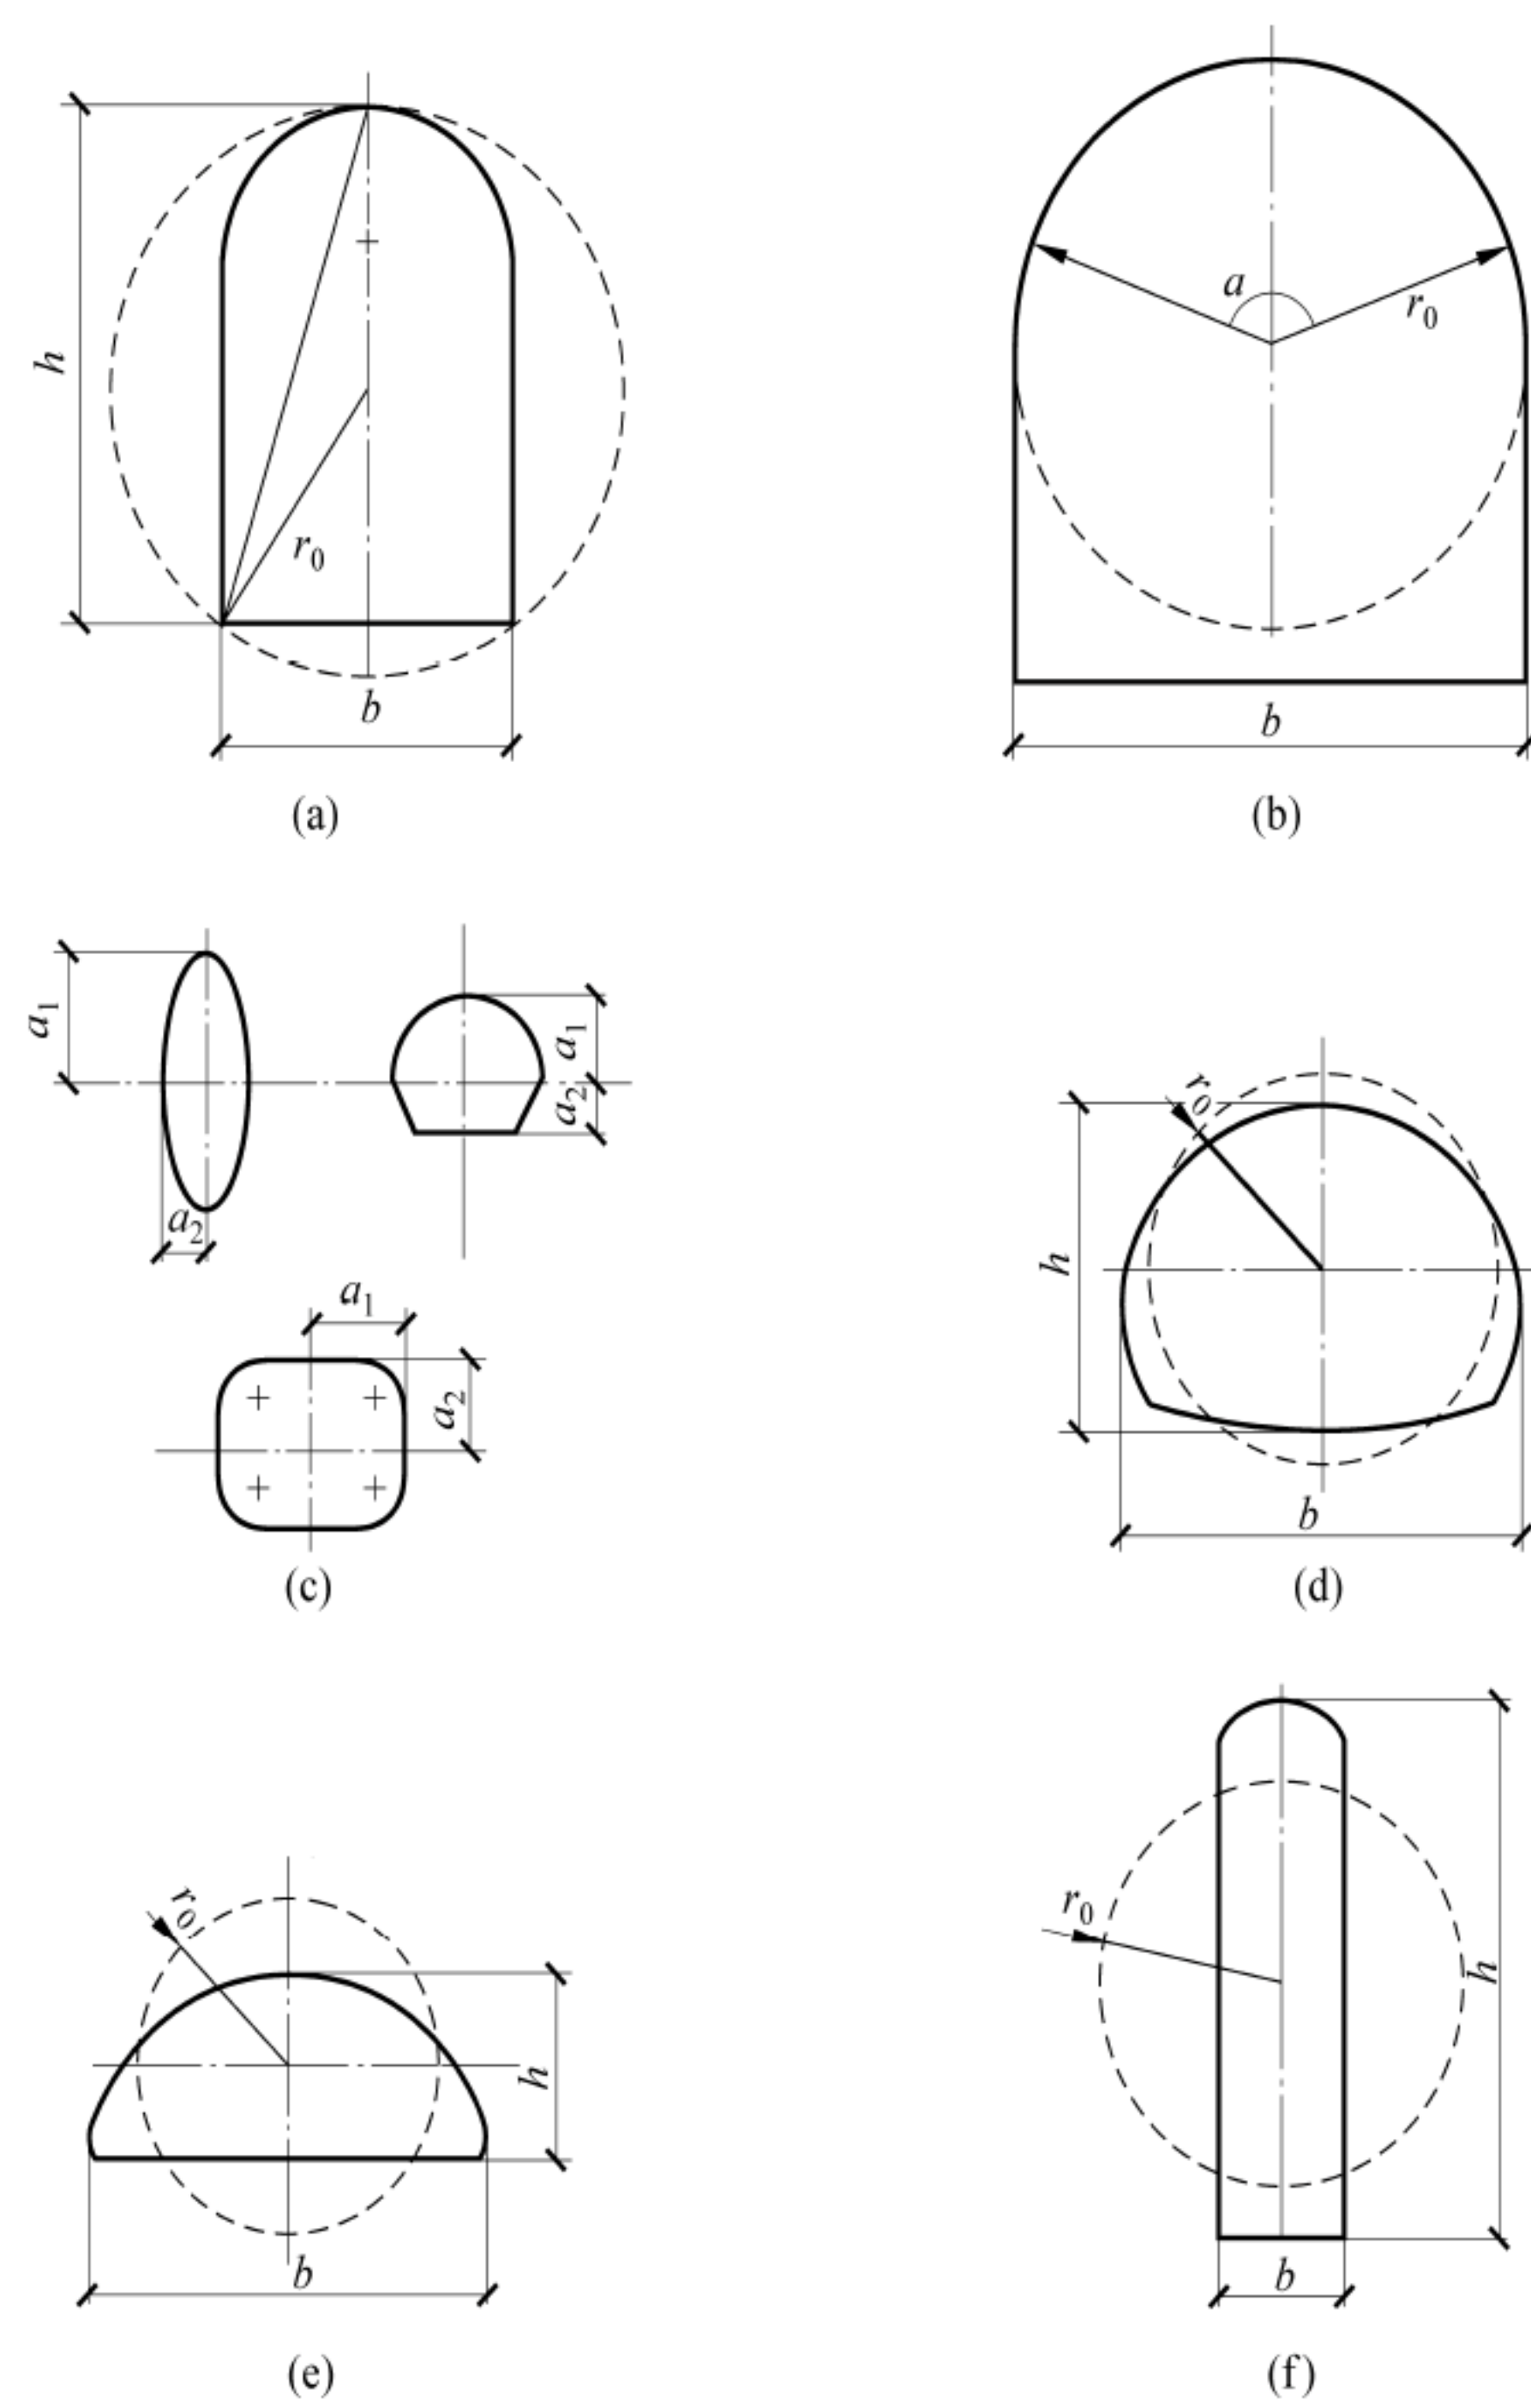 h
r₀
b
(a)
a
r₀
b
(b)
a₁
a₂
a₁
a₂
a₁
a₂
(c)
r₀
h
b
(d)
r₀
h
b
(e)
r₀
h
b
(f)